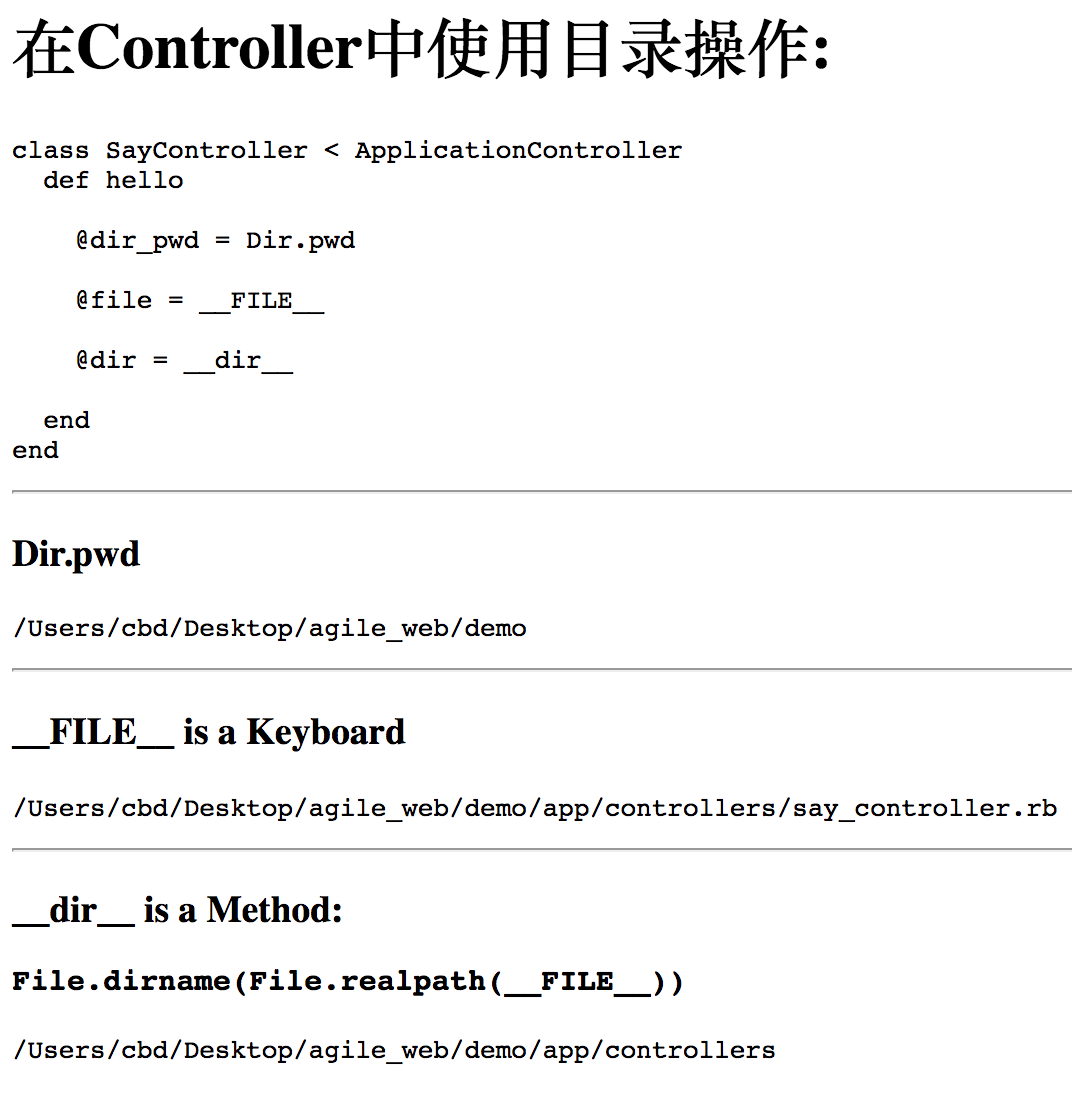 在Controller中使用目录操作:
class SayController < ApplicationController
  def hello
    @dir_pwd = Dir.pwd
    @file = __FILE__
    @dir = __dir__
  end
end
Dir.pwd
/Users/cbd/Desktop/agile_web/demo
__FILE__ is a Keyboard
/Users/cbd/Desktop/agile_web/demo/app/controllers/say_controller.rb
__dir__ is a Method:
File.dirname(File.realpath(__FILE__))
/Users/cbd/Desktop/agile_web/demo/app/controllers